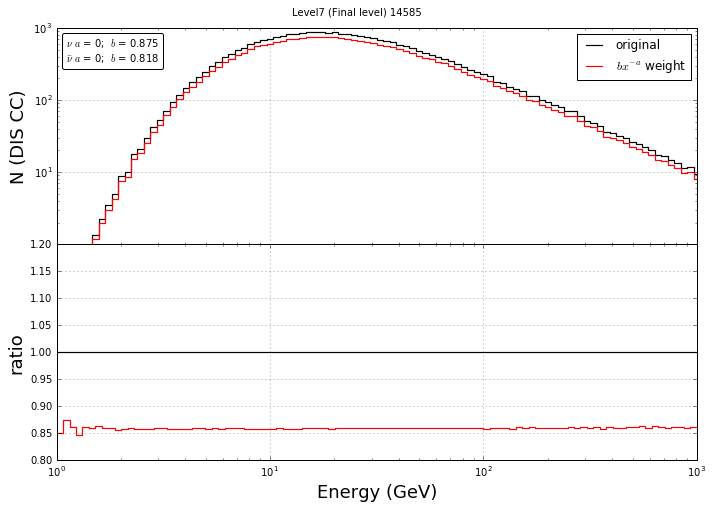 Level7 (Final level) 14585
ν a = 0; b = 0.875
ν̄ a = 0; b = 0.818
original
bx⁻ᵃ weight
N (DIS CC)
10³
10²
10¹
1.20
1.15
1.10
1.05
1.00
0.95
0.90
0.85
0.80
ratio
10⁰
10¹
10²
10³
Energy (GeV)